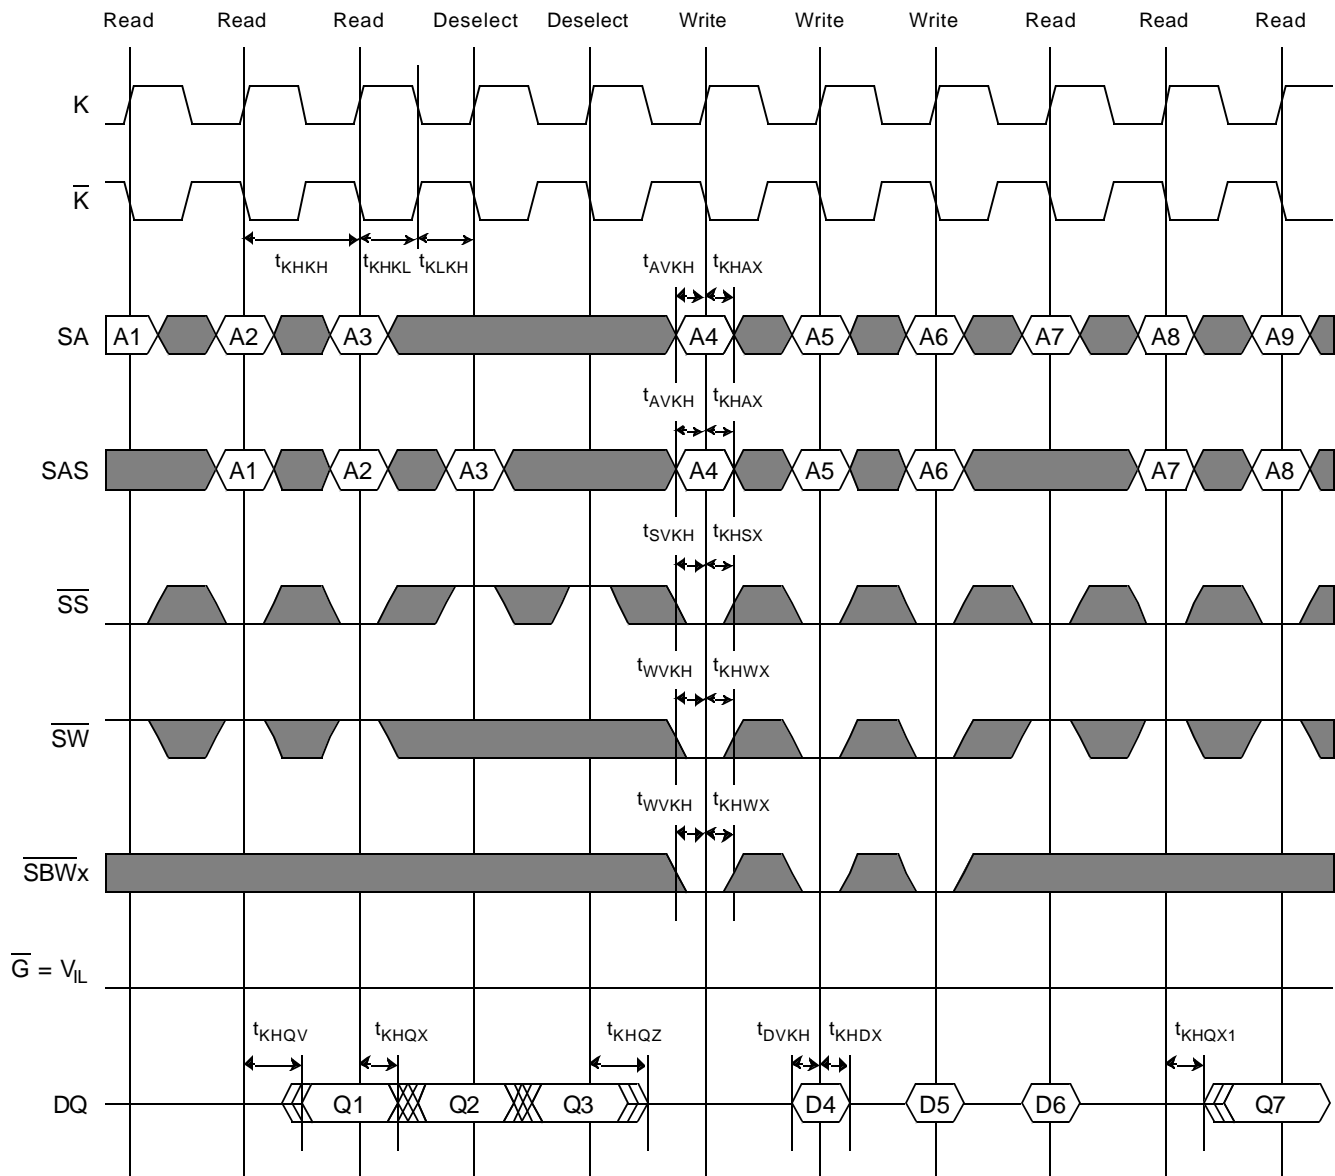 Read Read Read Deselect Deselect Write Write Write Read Read Read
K
K̅
tKHKH tKHKL tKLKH tAVKH tKHAX
SA A1 A2 A3 A4 A5 A6 A7 A8 A9
tAVKH tKHAX
SAS A1 A2 A3 A4 A5 A6 A7 A8
tSVKH tKHSX
S̅S̅
tWVKH tKHWX
S̅W̅
tWVKH tKHWX
S̅B̅W̅x
G̅ = VIL
tKHQV tKHQX tKHQZ tDVKH tKHDX tKHQX1
DQ Q1 Q2 Q3 D4 D5 D6 Q7